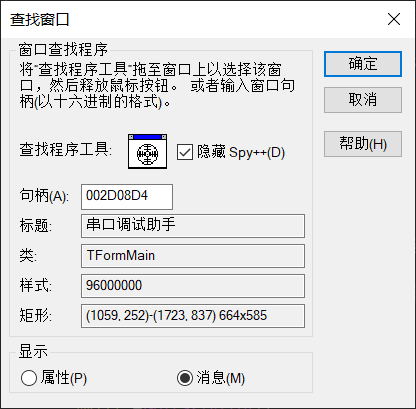 查找窗口
窗口查找程序
将“查找程序工具”拖至窗口上以选择该窗
口，然后释放鼠标按钮。 或者输入窗口句
柄(以十六进制的格式)。
确定
取消
帮助(H)
查找程序工具:
隐藏 Spy++(D)
句柄(A): 002D08D4
标题: 串口调试助手
类: TFormMain
样式: 96000000
矩形: (1059, 252)-(1723, 837) 664x585
显示
属性(P) 消息(M)